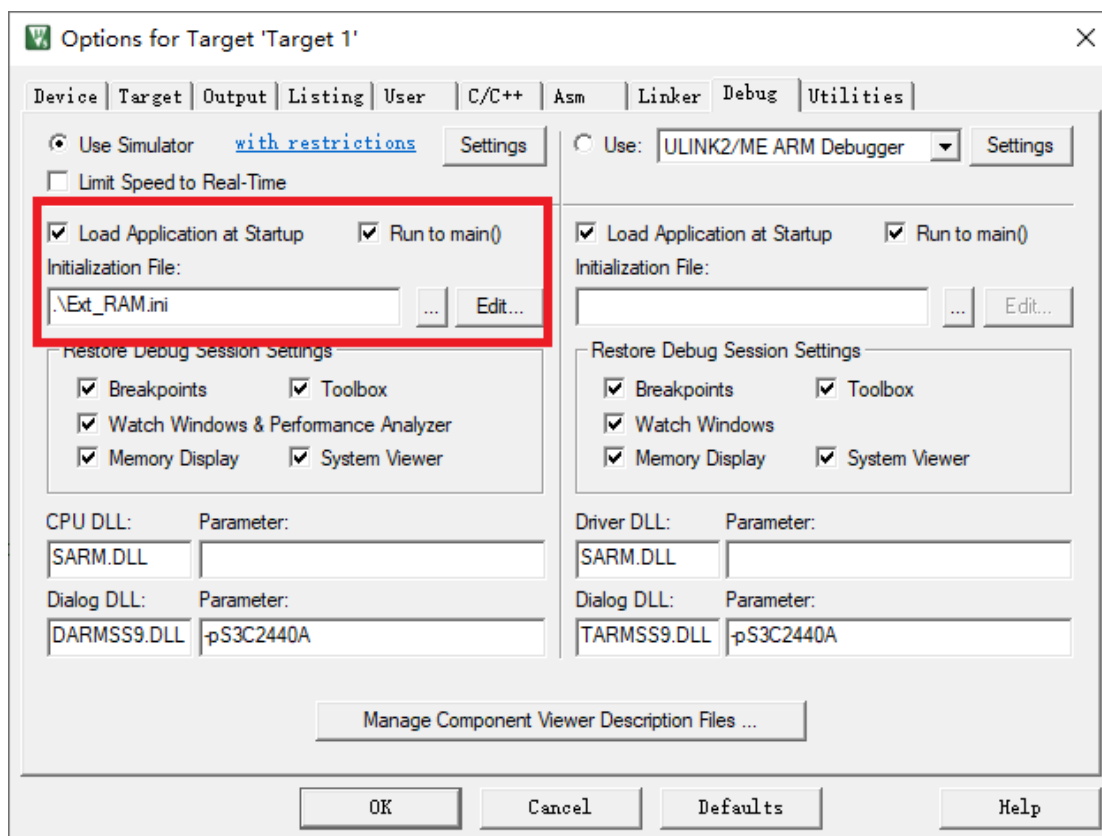 Options for Target 'Target 1'
Device Target Output Listing User C/C++ Asm Linker Debug Utilities
Use Simulator with restrictions Settings Use: ULINK2/ME ARM Debugger Settings
Limit Speed to Real-Time
Load Application at Startup Run to main() Load Application at Startup Run to main()
Initialization File: Initialization File:
.\Ext_RAM.ini ... Edit... ... Edit...
Restore Debug Session Settings Restore Debug Session Settings
Breakpoints Toolbox Breakpoints Toolbox
Watch Windows & Performance Analyzer Watch Windows
Memory Display System Viewer Memory Display System Viewer
CPU DLL: Parameter: Driver DLL: Parameter:
SARM.DLL SARM.DLL
Dialog DLL: Parameter: Dialog DLL: Parameter:
DARMSS9.DLL -pS3C2440A TARMSS9.DLL -pS3C2440A
Manage Component Viewer Description Files ...
OK Cancel Defaults Help